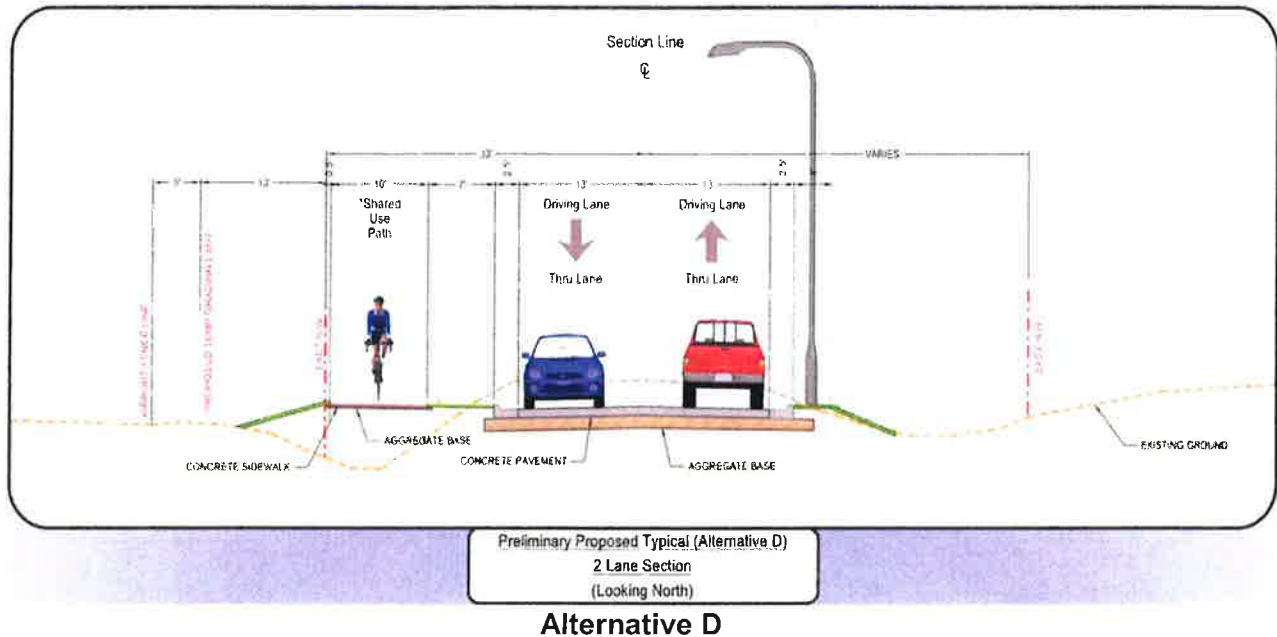 Section Line
℄
VARIES
10'
7'
13'
13'
*Shared
Use
Path
Driving Lane
Driving Lane
Thru Lane
Thru Lane
AGGREGATE BASE
CONCRETE SIDEWALK
CONCRETE PAVEMENT
AGGREGATE BASE
EXISTING GROUND
Preliminary Proposed Typical (Alternative D)
2 Lane Section
(Looking North)
Alternative D